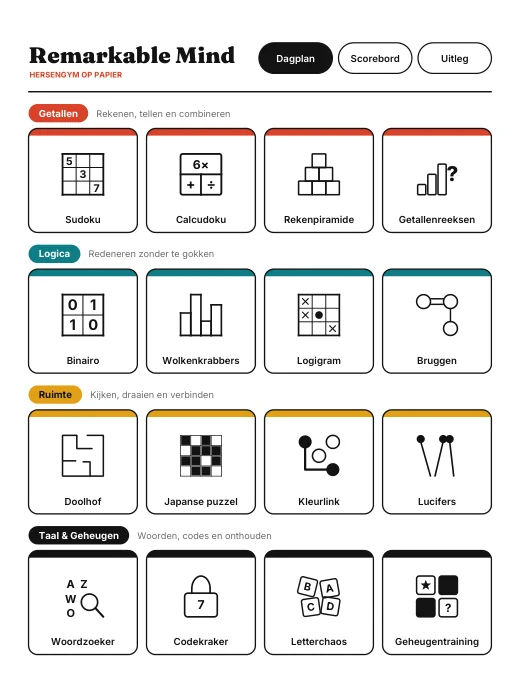 Remarkable Mind
HERSENGYM OP PAPIER
Dagplan
Scorebord
Uitleg
Getallen
Rekenen, tellen en combineren
5
3
7
6×
+ ÷
?
Sudoku
Calcudoku
Rekenpiramide
Getallenreeksen
Logica
Redeneren zonder te gokken
0 1
1 0
Binairo
Wolkenkrabbers
Logigram
Bruggen
Ruimte
Kijken, draaien en verbinden
Doolhof
Japanse puzzel
Kleurlink
Lucifers
Taal & Geheugen
Woorden, codes en onthouden
A Z
W
O
7
B A
C D
?
Woordzoeker
Codekraker
Letterchaos
Geheugentraining